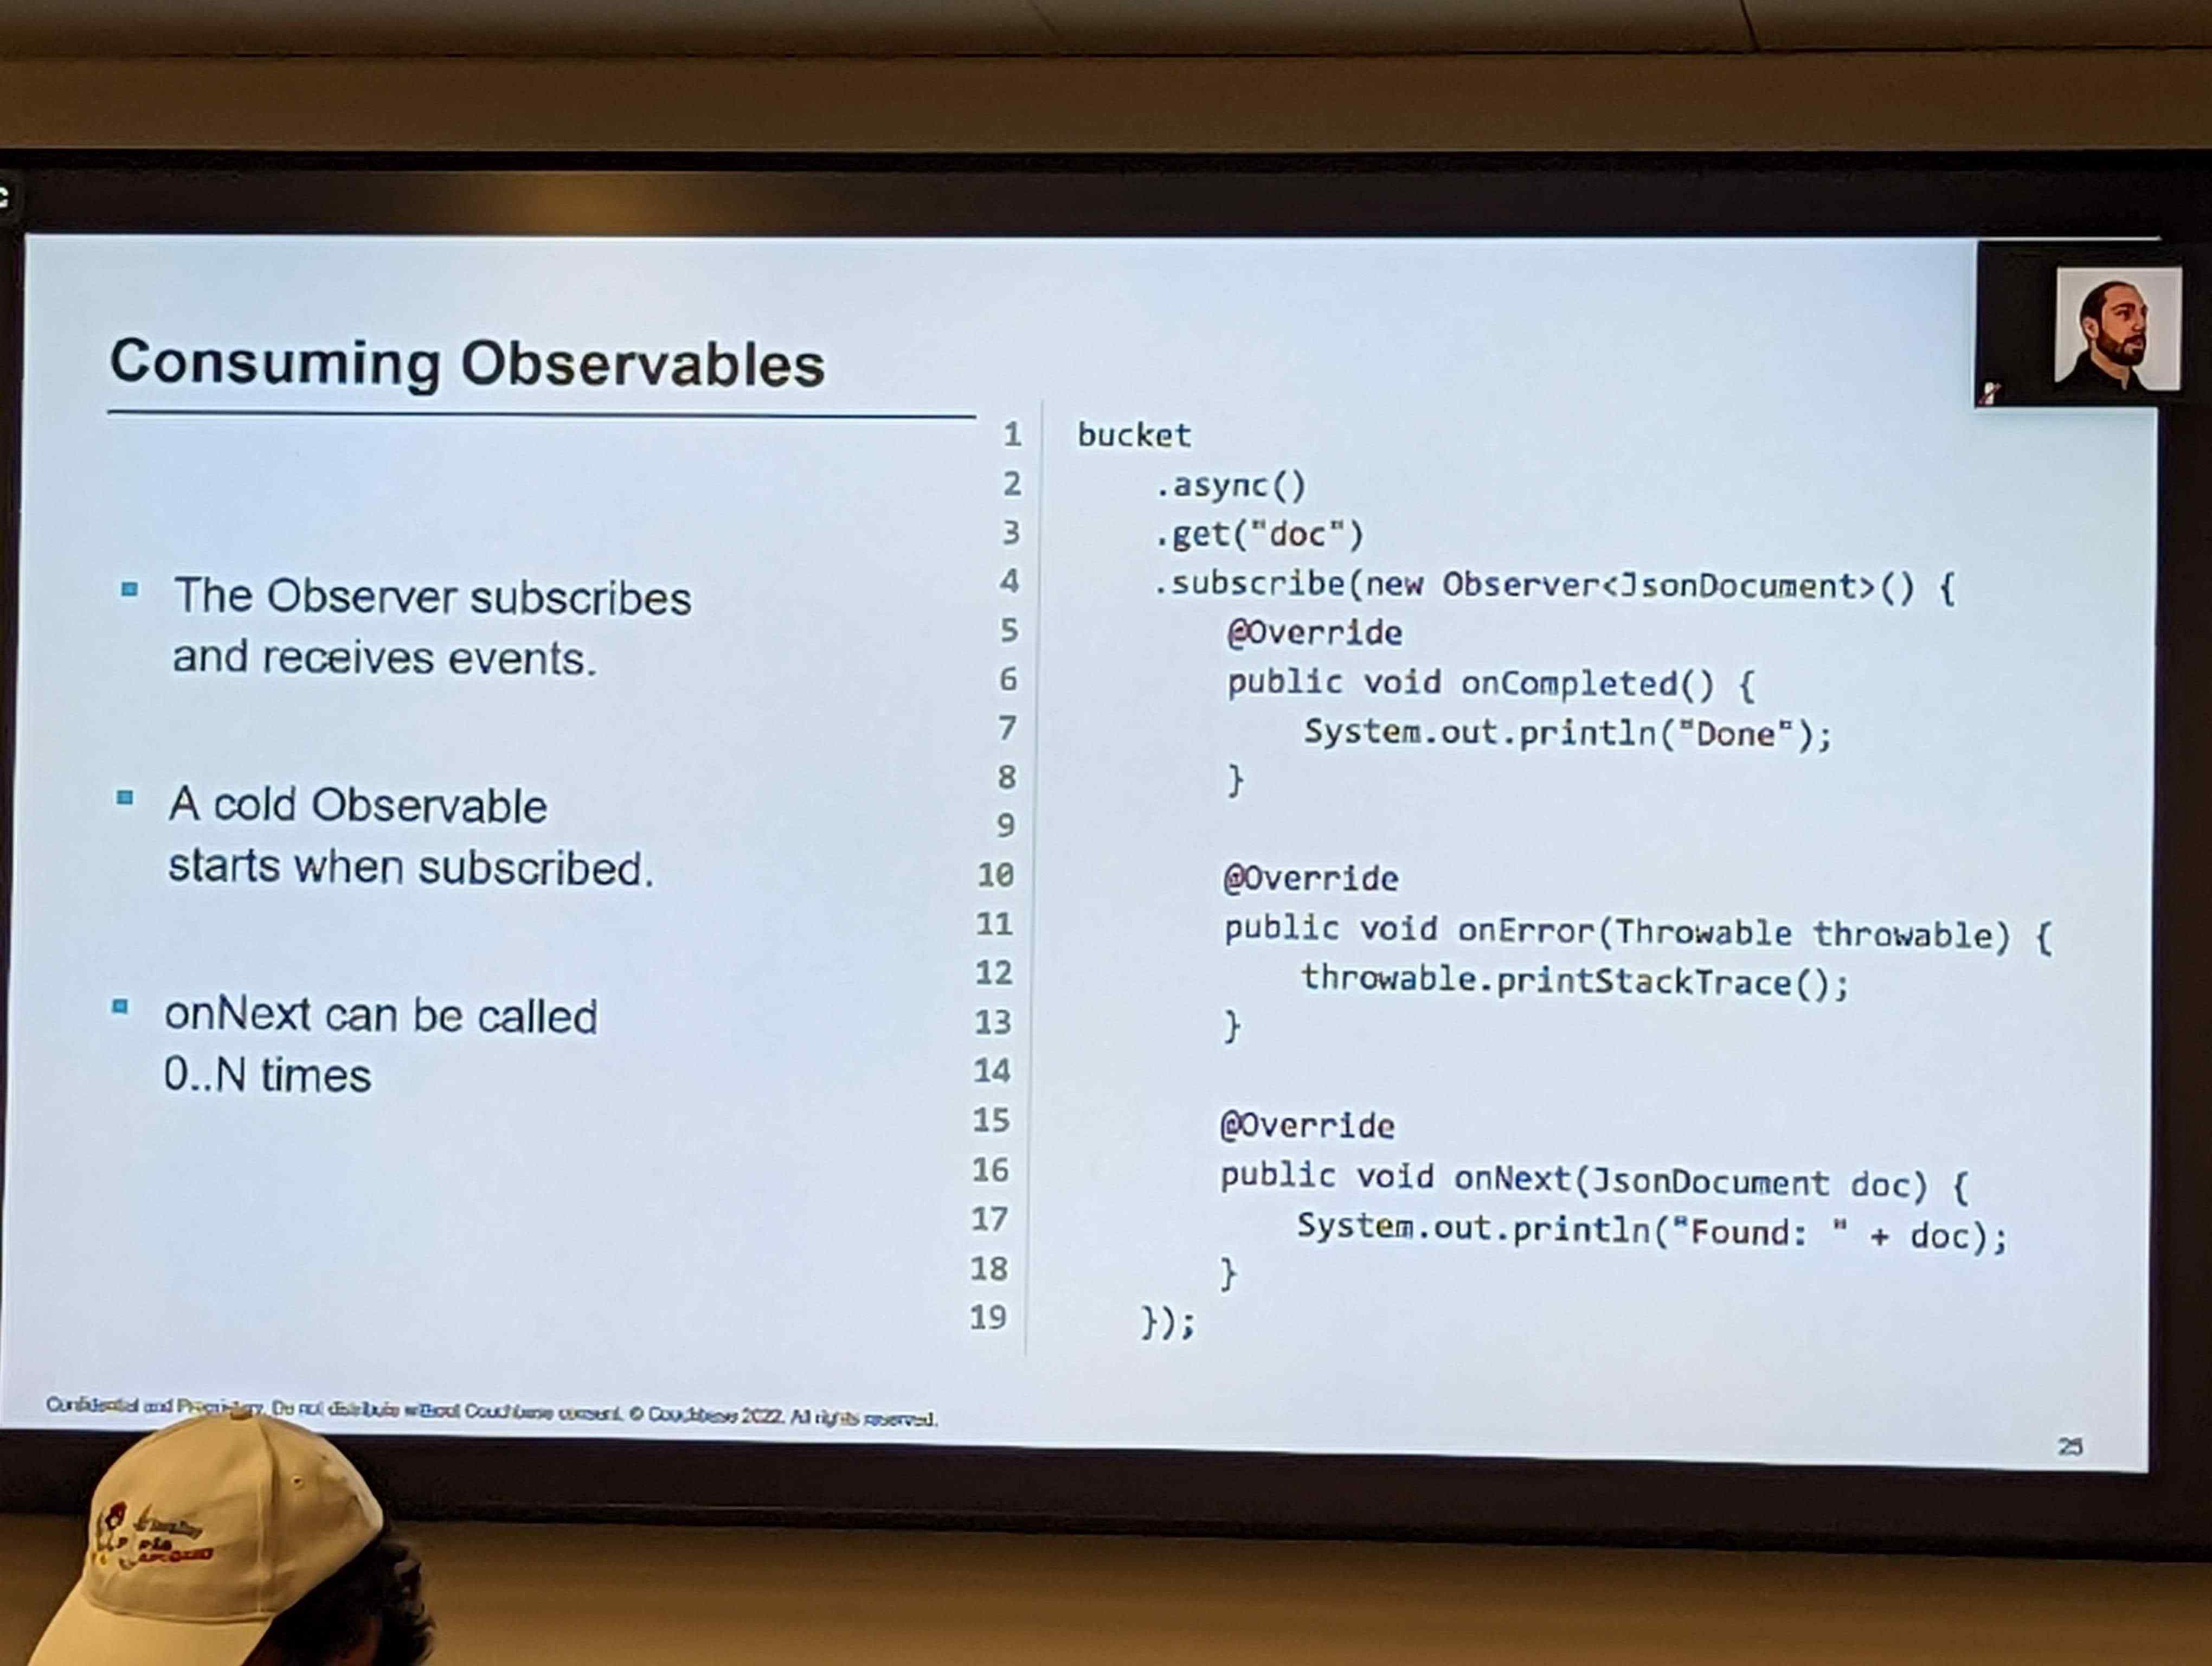 Consuming Observables
The Observer subscribes
and receives events.
A cold Observable
starts when subscribed.
onNext can be called
0..N times
1 bucket
2 .async()
3 .get("doc")
4 .subscribe(new Observer<JsonDocument>() {
5 @Override
6 public void onCompleted() {
7 System.out.println("Done");
8 }
9
10 @Override
11 public void onError(Throwable throwable) {
12 throwable.printStackTrace();
13 }
14
15 @Override
16 public void onNext(JsonDocument doc) {
17 System.out.println("Found: " + doc);
18 }
19 });
Confidential and Proprietary. Do not distribute without Couchbase consent. © Couchbase 2022. All rights reserved.
25